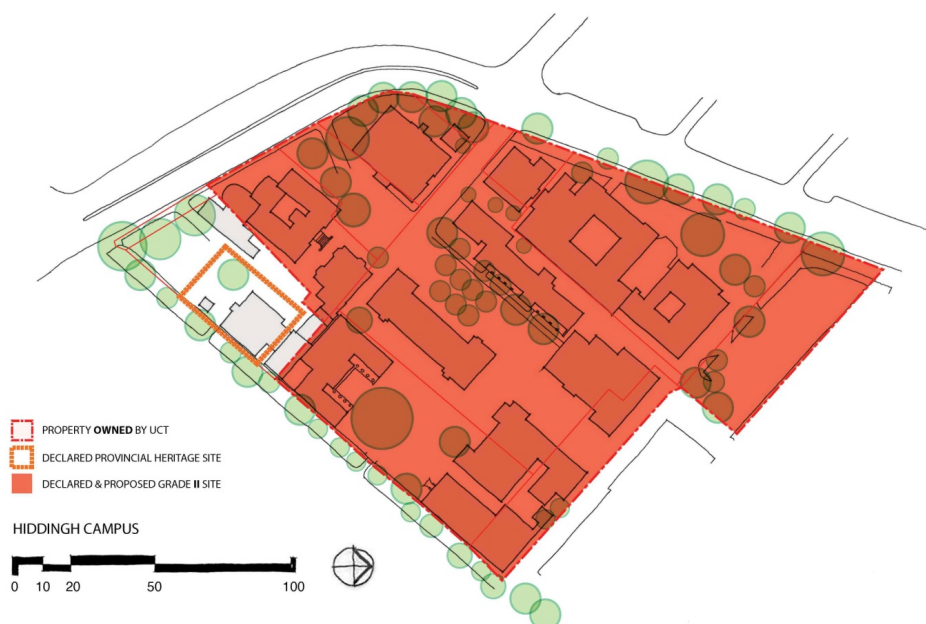 PROPERTY OWNED BY UCT
DECLARED PROVINCIAL HERITAGE SITE
DECLARED & PROPOSED GRADE II SITE
HIDDINGH CAMPUS
0 10 20 50 100